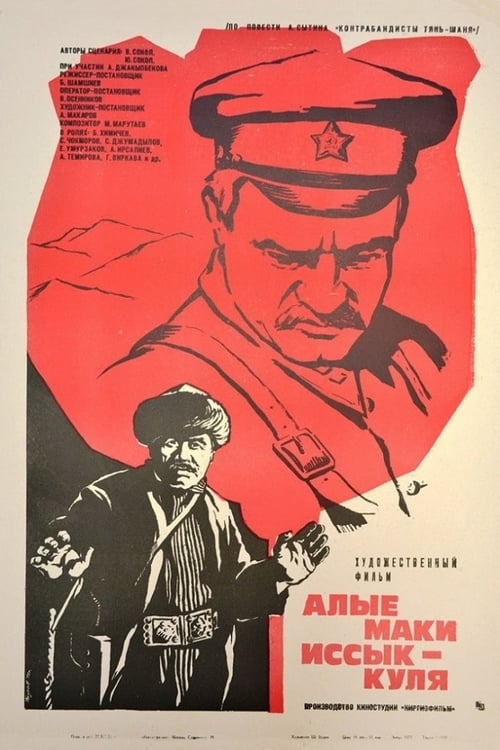 /ПО ПОВЕСТИ А. СЫТИНА «КОНТРАБАНДИСТЫ ТЯНЬ-ШАНЯ»/
АВТОРЫ СЦЕНАРИЯ: В. СОКОЛ,
Ю. СОКОЛ,
ПРИ УЧАСТИИ А. ДЖАКЫПБЕКОВА
РЕЖИССЕР-ПОСТАНОВЩИК
Б. ШАМШИЕВ
ОПЕРАТОР-ПОСТАНОВЩИК
В. ОСЕННИКОВ
ХУДОЖНИК-ПОСТАНОВЩИК
А. МАКАРОВ
КОМПОЗИТОР М. МАРУТАЕВ
В РОЛЯХ: Б. ХИМИЧЕВ,
С. ЧОКМОРОВ, С. ДЖУМАДЫЛОВ,
Е. УМУРЗАКОВ, А. ИРСАЛИЕВ,
А. ТЕМИРОВА, Г. ВИРКАВА и др.
ХУДОЖЕСТВЕННЫЙ
ФИЛЬМ
АЛЫЕ
МАКИ
ИССЫК-
КУЛЯ
ПРОИЗВОДСТВО КИНОСТУДИИ «КИРГИЗФИЛЬМ»